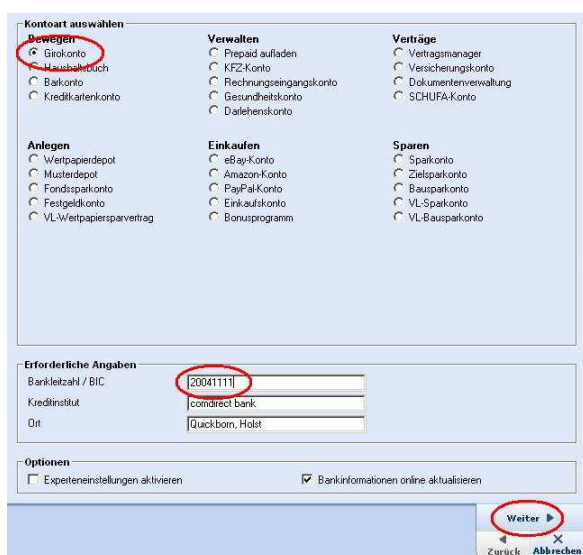 Kontoart auswählen
Bewegen
Girokonto
Haushaltsbuch
Barkonto
Kreditkartenkonto
Verwalten
Prepaid aufladen
KFZ-Konto
Rechnungseingangskonto
Gesundheitskonto
Darlehenskonto
Verträge
Vertragsmanager
Versicherungskonto
Dokumentenverwaltung
SCHUFA-Konto
Anlegen
Wertpapierdepot
Musterdepot
Fondssparkonto
Festgeldkonto
VL-Wertpapiersparvertrag
Einkaufen
eBay-Konto
Amazon-Konto
PayPal-Konto
Einkaufskonto
Bonusprogramm
Sparen
Sparkonto
Zielsparkonto
Bausparkonto
VL-Sparkonto
VL-Bausparkonto
Erforderliche Angaben
Bankleitzahl / BIC 20041111
Kreditinstitut comdirect bank
Ort Quickborn, Holst
Optionen
Experteneinstellungen aktivieren Bankinformationen online aktualisieren
Weiter
Zurück Abbrechen